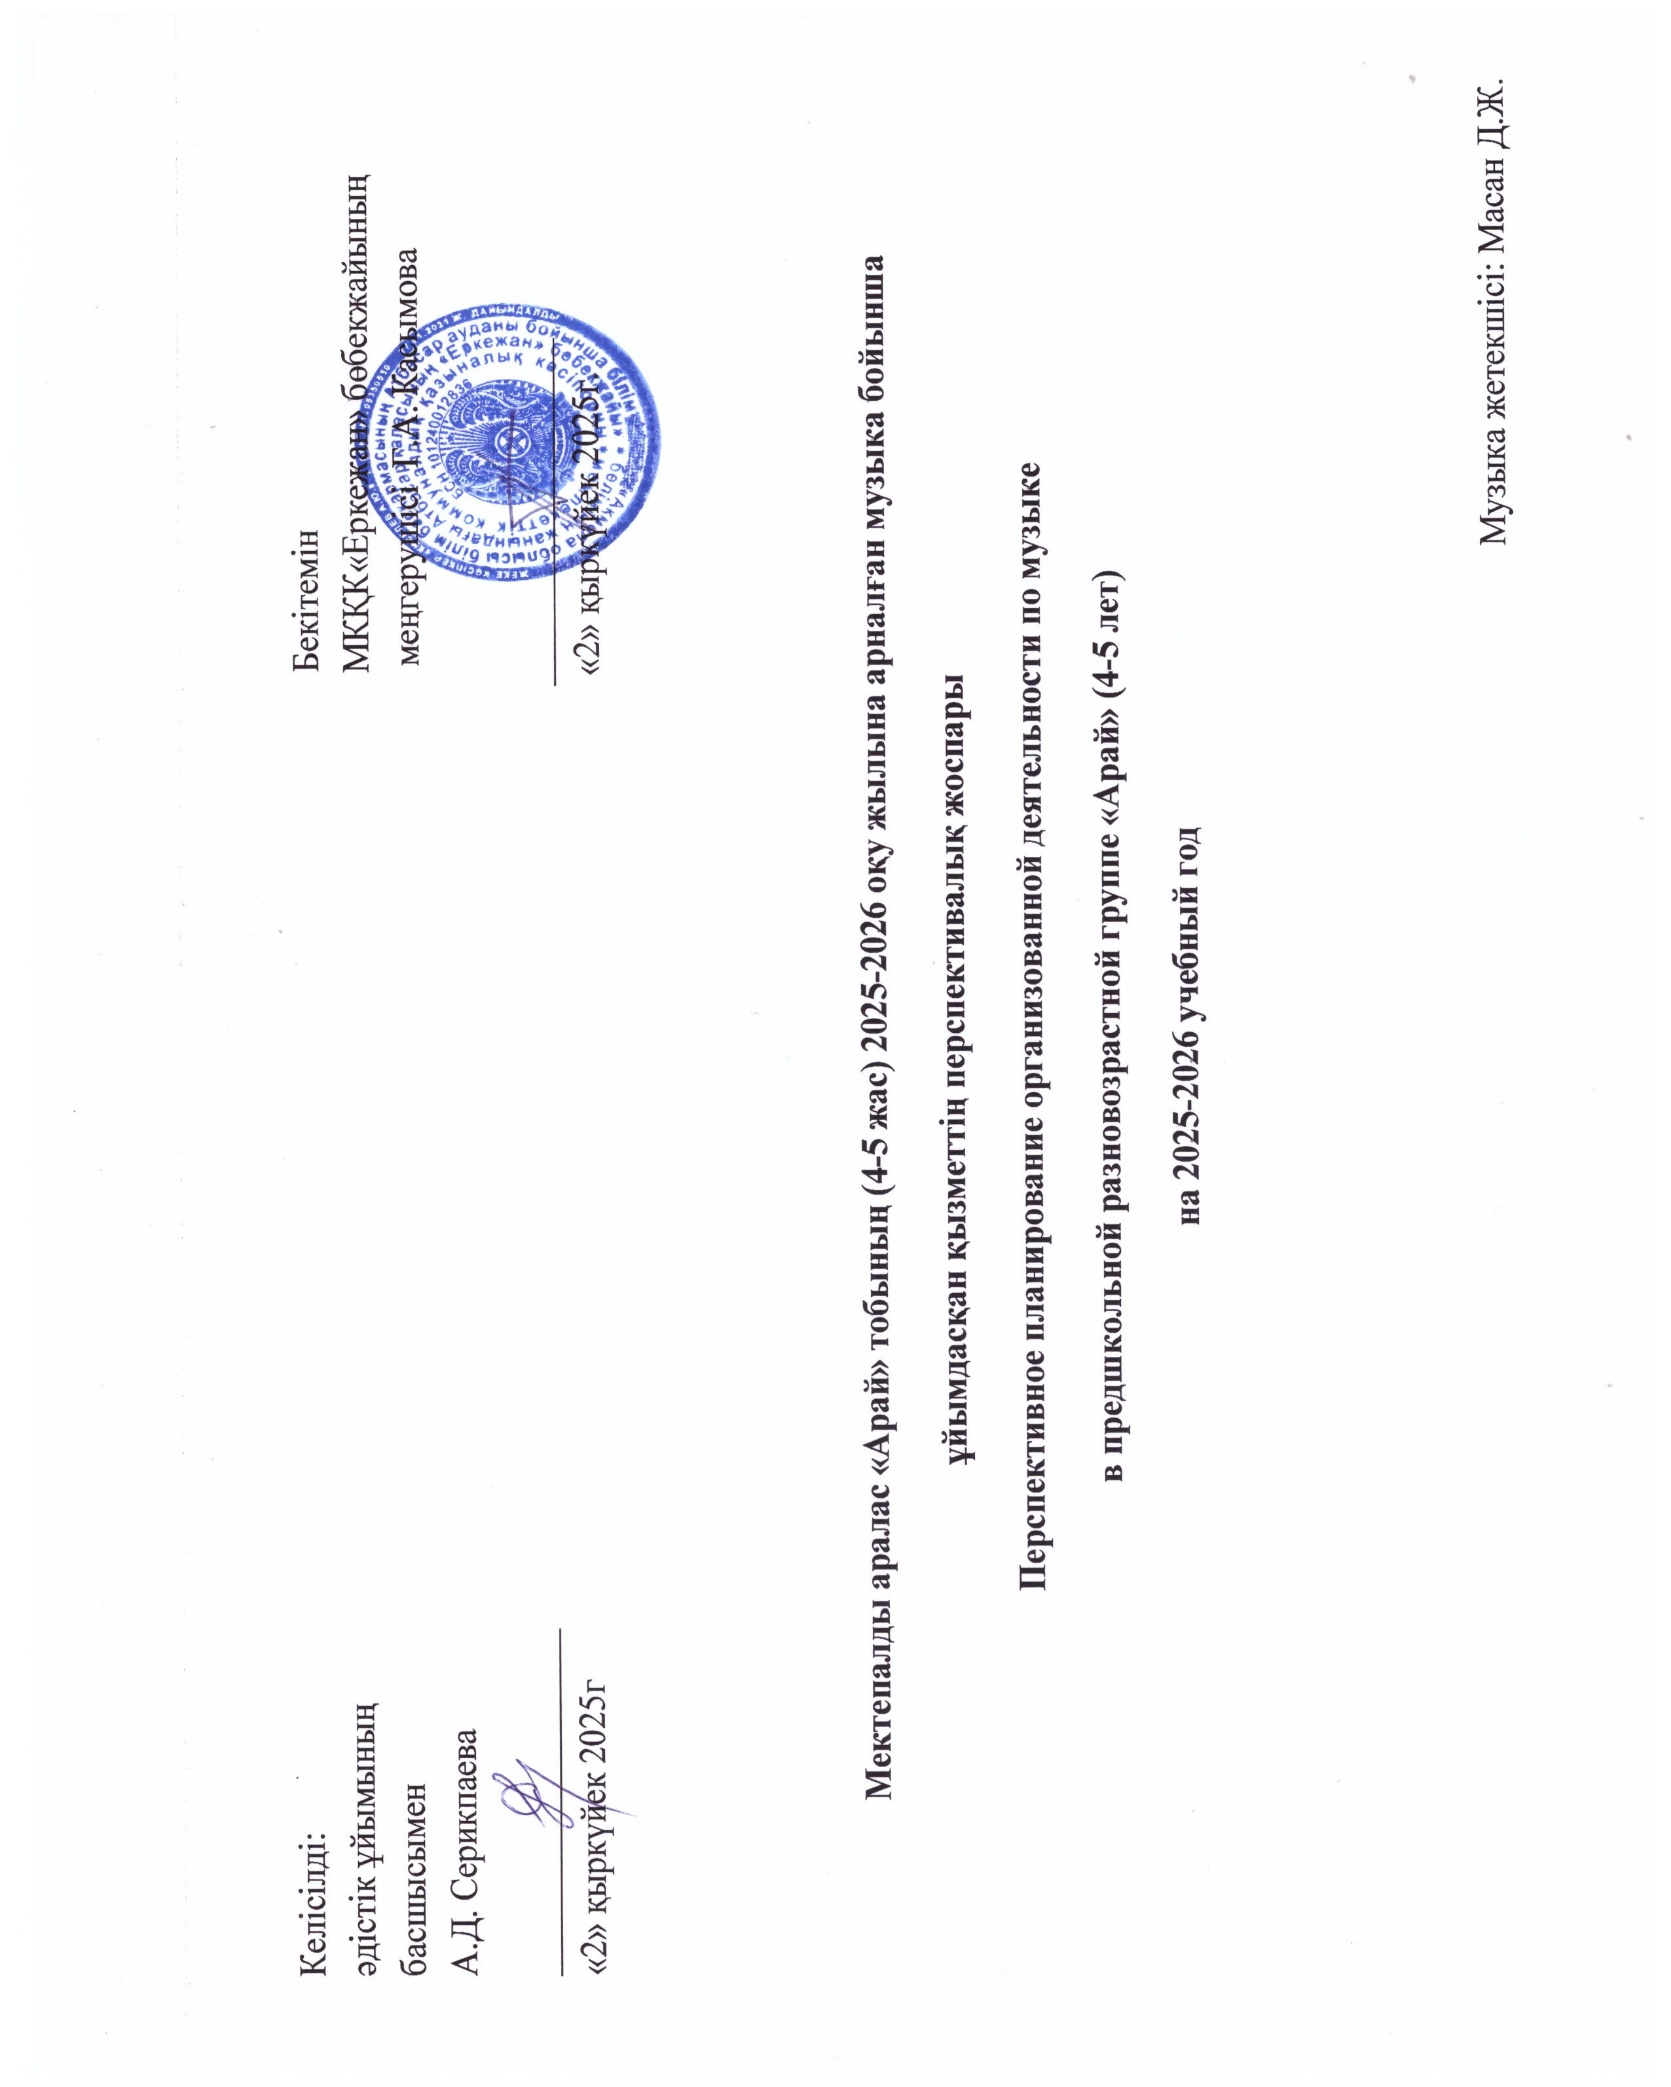 Келісілді:
әдістік ұйымының
басшысымен
А.Д. Серикпаева
«2» қыркүйек 2025г
Бекітемін
МКҚК«Еркежан» бөбекжайының
меңгерушісі Г.А. Касымова
«2» қыркүйек 2025г.
Мектепалды аралас «Арай» тобының (4-5 жас) 2025-2026 оқу жылына арналған музыка бойынша
ұйымдасқан қызметтің перспективалық жоспары
Перспективное планирование организованной деятельности по музыке
в предшкольной разновозрастной группе «Арай» (4-5 лет)
на 2025-2026 учебный год
Музыка жетекшісі: Масан Д.Ж.